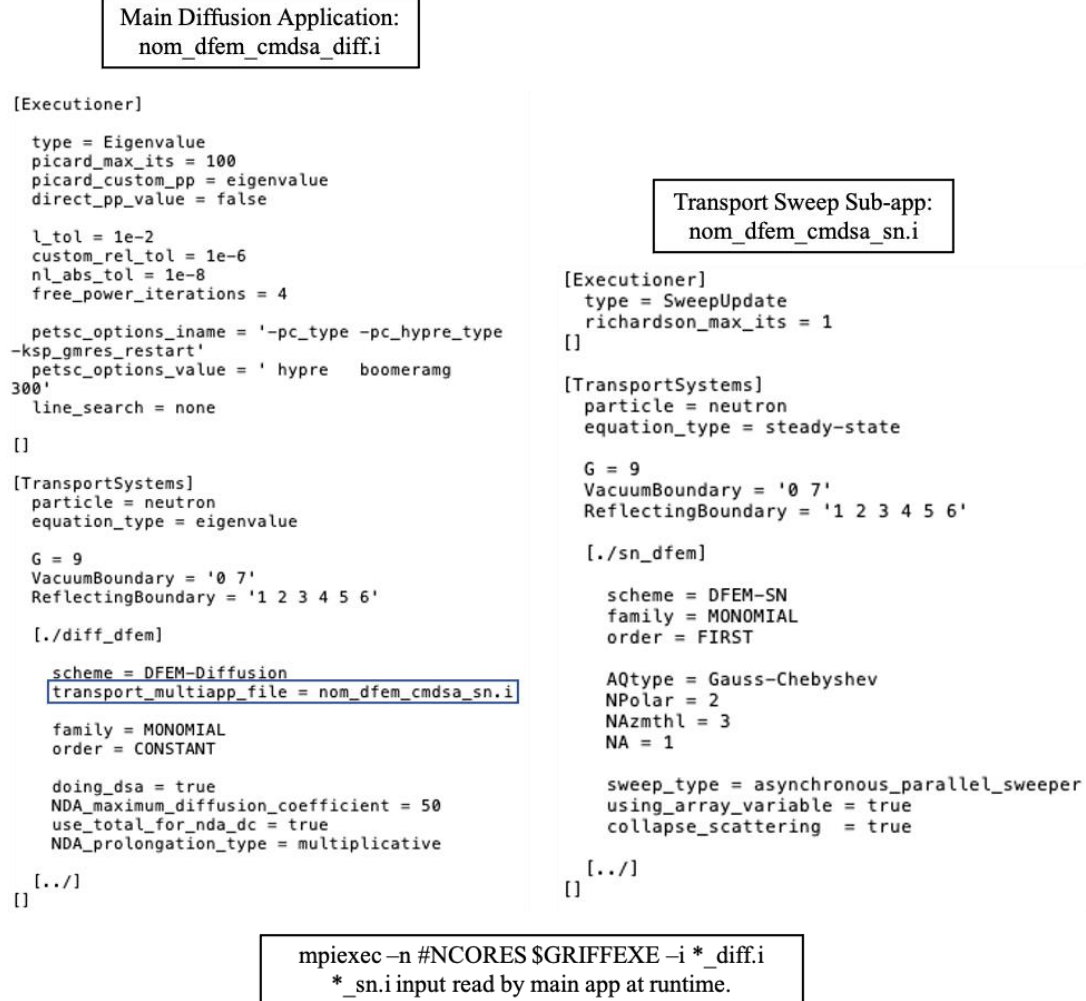 Main Diffusion Application:
nom_dfem_cmdsa_diff.i
[Executioner]
type = Eigenvalue
picard_max_its = 100
picard_custom_pp = eigenvalue
direct_pp_value = false
l_tol = 1e-2
custom_rel_tol = 1e-6
nl_abs_tol = 1e-8
free_power_iterations = 4
petsc_options_iname = '-pc_type -pc_hypre_type
-ksp_gmres_restart'
petsc_options_value = ' hypre   boomeramg
300'
line_search = none
[]
[TransportSystems]
particle = neutron
equation_type = eigenvalue
G = 9
VacuumBoundary = '0 7'
ReflectingBoundary = '1 2 3 4 5 6'
[./diff_dfem]
scheme = DFEM-Diffusion
transport_multiapp_file = nom_dfem_cmdsa_sn.i
family = MONOMIAL
order = CONSTANT
doing_dsa = true
NDA_maximum_diffusion_coefficient = 50
use_total_for_nda_dc = true
NDA_prolongation_type = multiplicative
[../]
[]
Transport Sweep Sub-app:
nom_dfem_cmdsa_sn.i
[Executioner]
type = SweepUpdate
richardson_max_its = 1
[]
[TransportSystems]
particle = neutron
equation_type = steady-state
G = 9
VacuumBoundary = '0 7'
ReflectingBoundary = '1 2 3 4 5 6'
[./sn_dfem]
scheme = DFEM-SN
family = MONOMIAL
order = FIRST
AQtype = Gauss-Chebyshev
NPolar = 2
NAzmthl = 3
NA = 1
sweep_type = asynchronous_parallel_sweeper
using_array_variable = true
collapse_scattering  = true
[../]
[]
mpiexec –n #NCORES $GRIFFEXE –i *_diff.i
*_sn.i input read by main app at runtime.